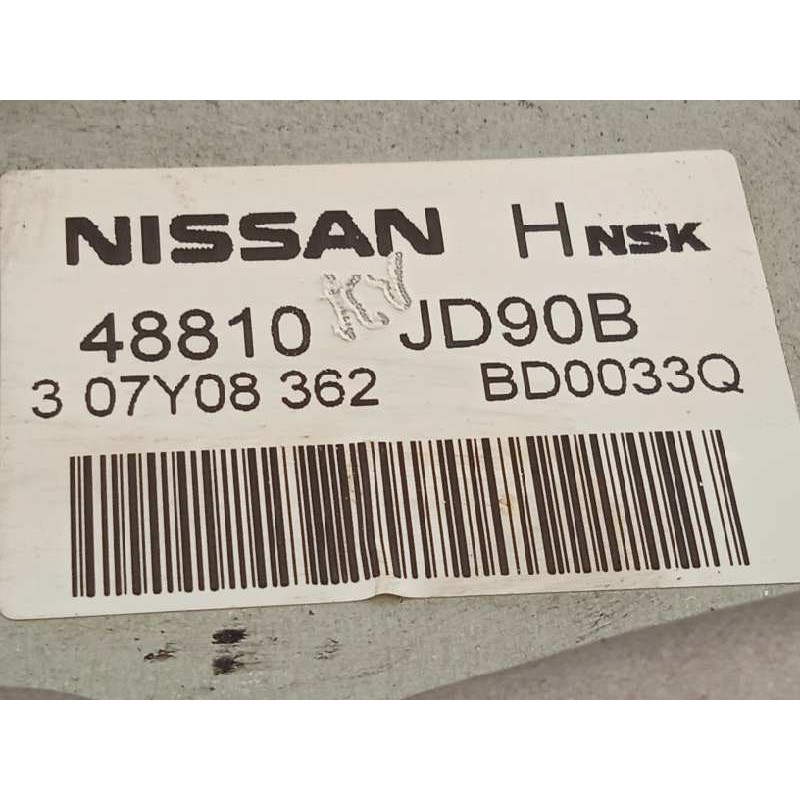 NISSAN H NSK
48810 JD90B
3 07Y08 362 BD0033Q